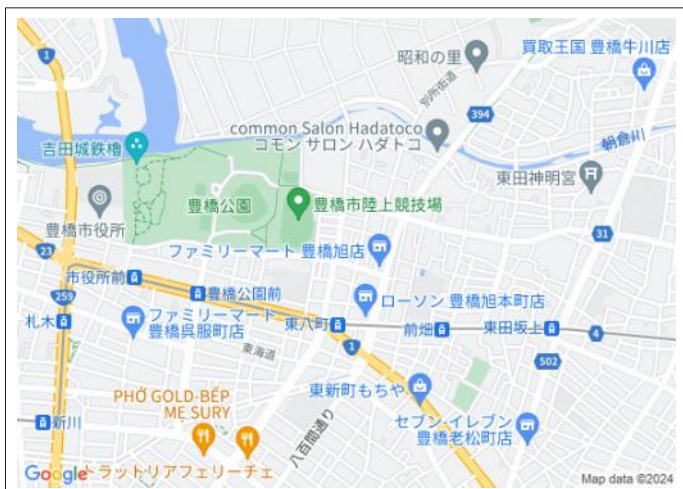 1
昭和の里
買取王国 豊橋牛川店
別所街道
394
common Salon Hadatoco
コモン サロン ハダトコ
朝倉川
吉田城鉄櫓
東田神明宮
豊橋公園
豊橋市陸上競技場
豊橋市役所
31
23
ファミリーマート 豊橋旭店
市役所前
259
豊橋公園前
ローソン 豊橋旭本町店
札木
ファミリーマート
豊橋呉服町店
東八町
前畑
東田坂上
4
1
東海道
502
東新町もちや
PHỞ GOLD-BẾP
MẸ SURY
セブン-イレブン
豊橋老松町店
新川
八百間通り
Google
トラットリアフェリーチェ
Map data ©2024